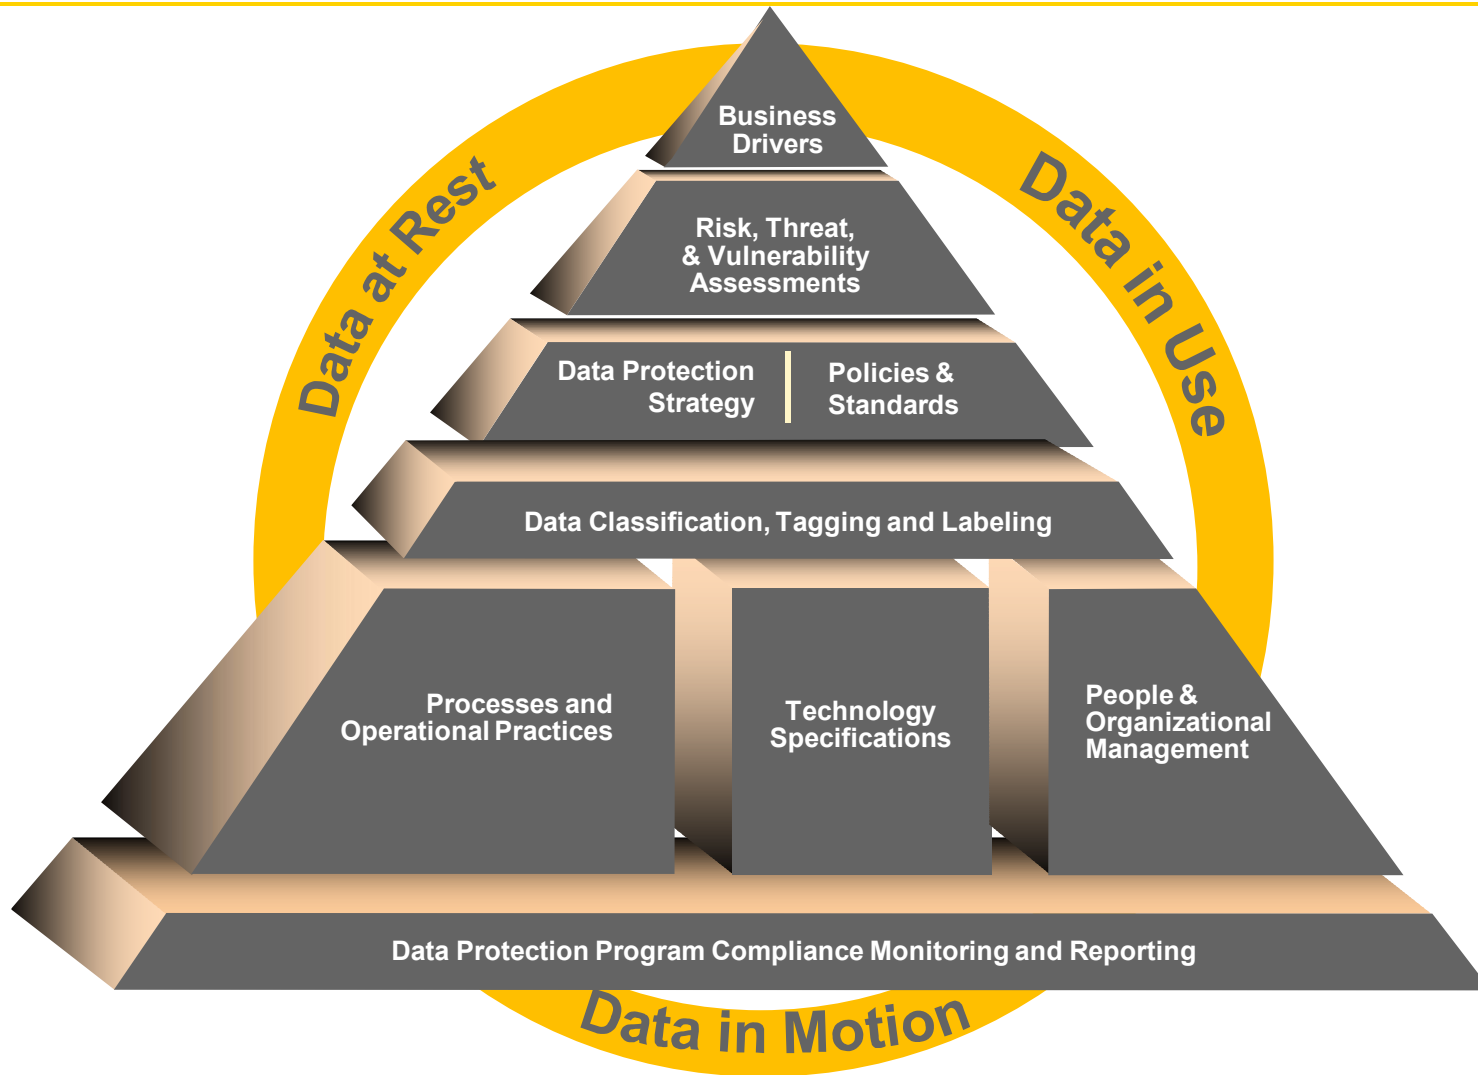 Business
Drivers
Data at Rest
Data in Use
Risk, Threat,
& Vulnerability
Assessments
Data Protection
Strategy
Policies &
Standards
Data Classification, Tagging and Labeling
Processes and
Operational Practices
Technology
Specifications
People &
Organizational
Management
Data Protection Program Compliance Monitoring and Reporting
Data in Motion